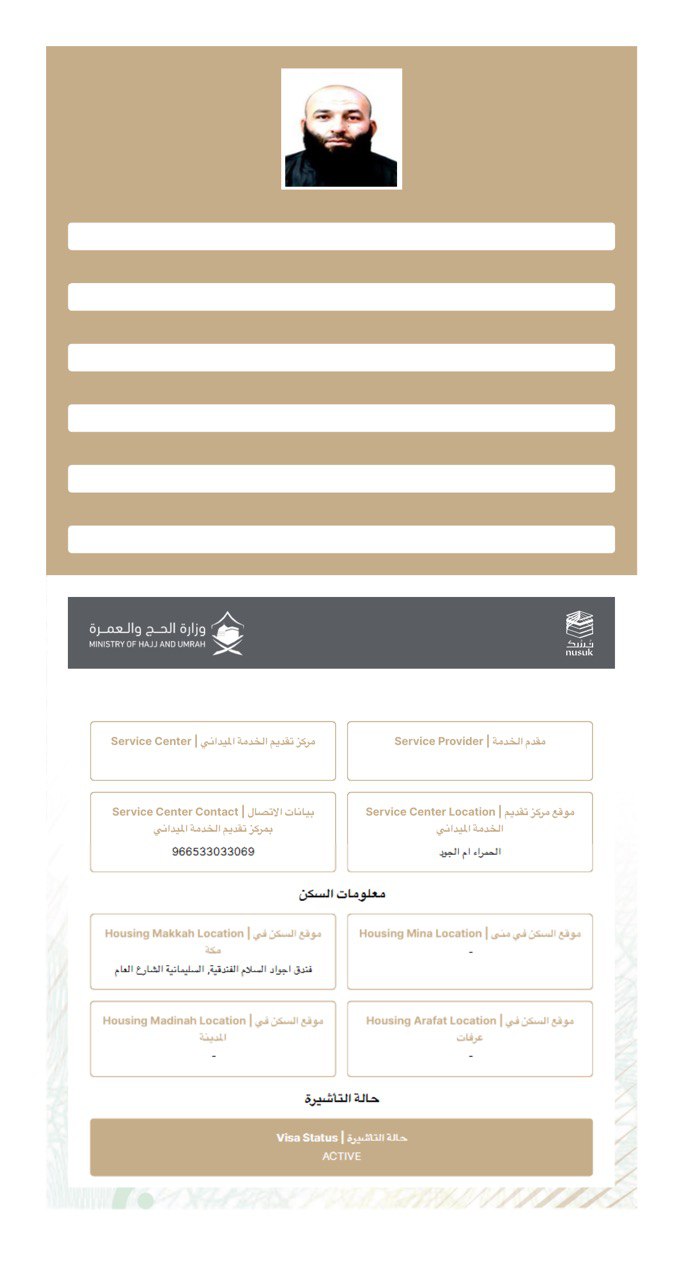 وزارة الحـج والـعمـرة
MINISTRY OF HAJJ AND UMRAH
نُسُك
nusuk
مقدم الخدمة | Service Provider
مركز تقديم الخدمة الميداني | Service Center
موقع مركز تقديم | Service Center Location
الخدمة الميداني
الحمراء ام الجود
بيانات الاتصال | Service Center Contact
بمركز تقديم الخدمة الميداني
966533033069
معلومات السكن
موقع السكن في منى | Housing Mina Location
-
موقع السكن في | Housing Makkah Location
مكة
فندق اجواد السلام الفندقية, السليمانية الشارع العام
موقع السكن في | Housing Arafat Location
عرفات
-
موقع السكن في | Housing Madinah Location
المدينة
-
حالة التأشيرة
حالة التاشيرة | Visa Status
ACTIVE